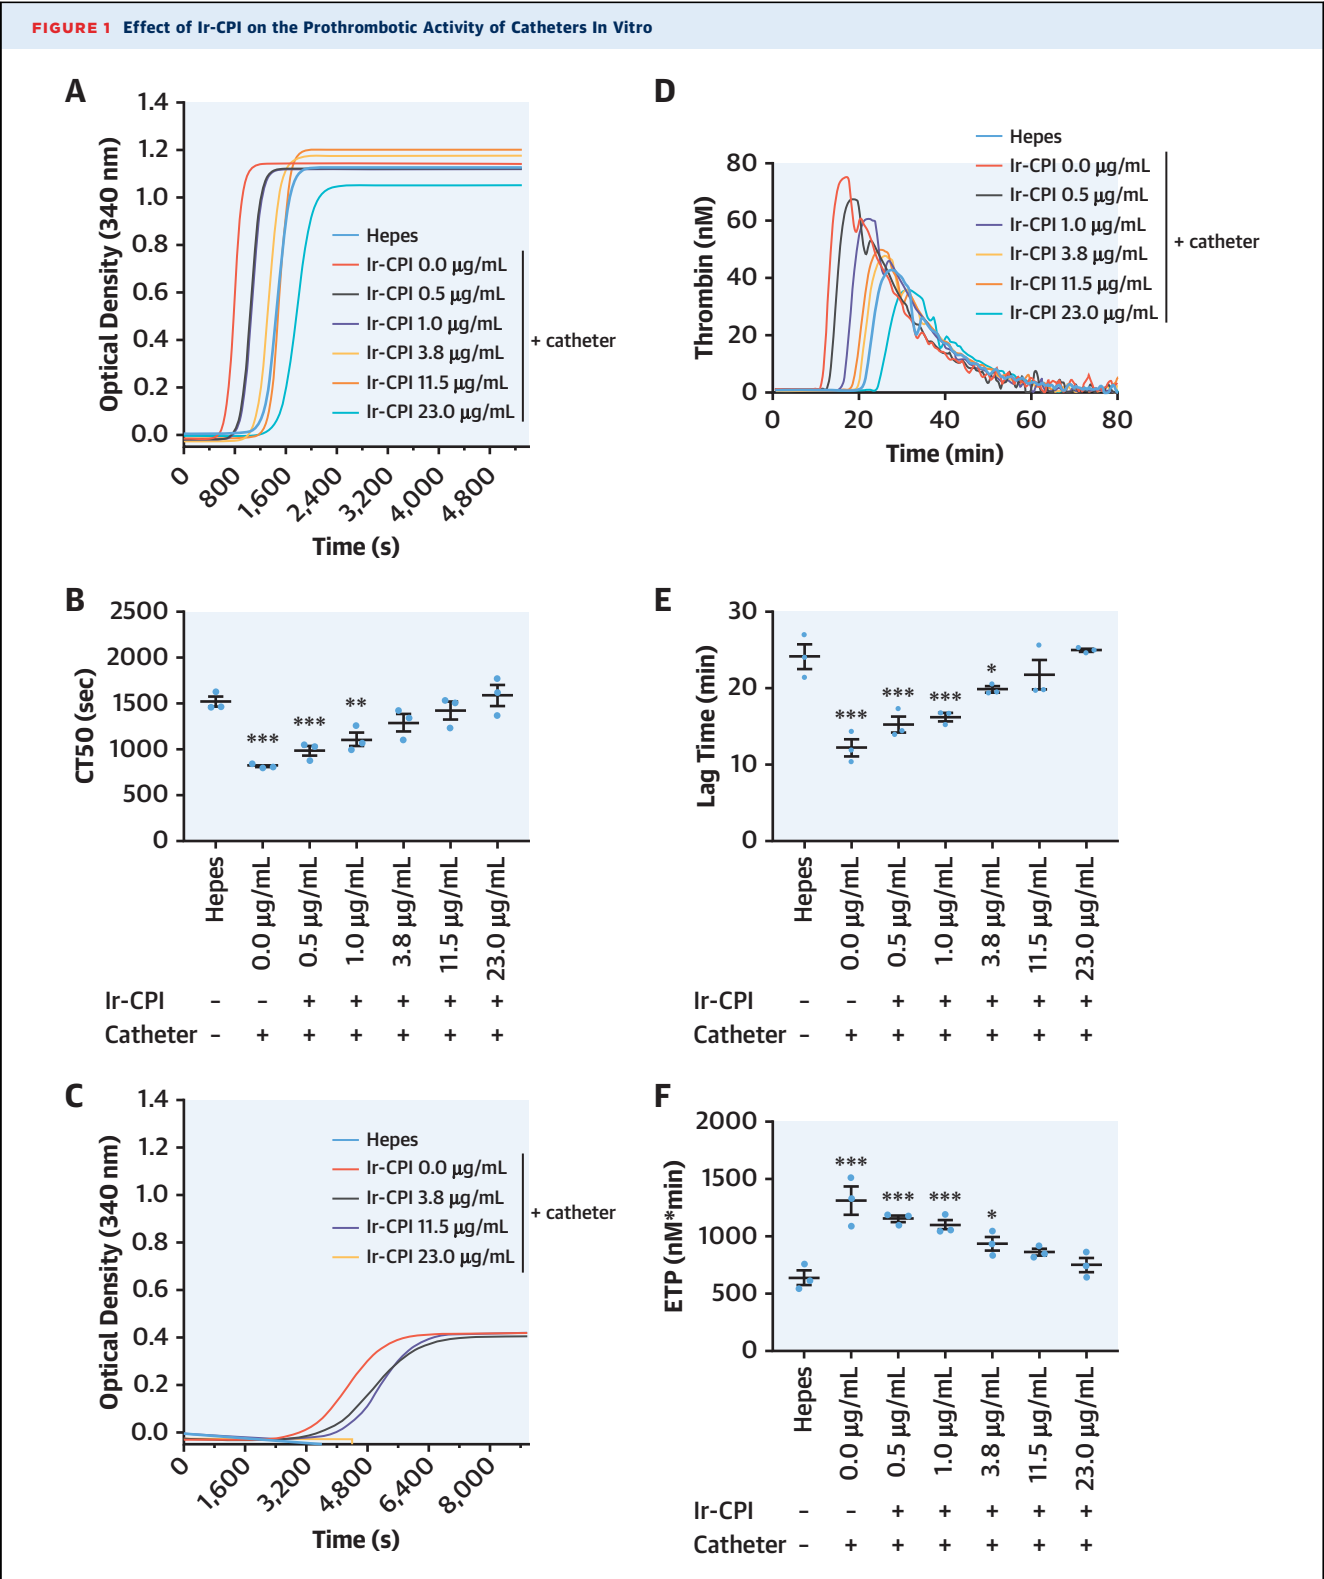 FIGURE 1 Effect of Ir-CPI on the Prothrombotic Activity of Catheters In Vitro
A
Optical Density (340 nm)
1.4
1.2
1.0
0.8
0.6
0.4
0.2
0.0
Hepes
Ir-CPI 0.0 µg/mL
Ir-CPI 0.5 µg/mL
Ir-CPI 1.0 µg/mL
Ir-CPI 3.8 µg/mL
Ir-CPI 11.5 µg/mL
Ir-CPI 23.0 µg/mL
+ catheter
0 800 1,600 2,400 3,200 4,000 4,800
Time (s)
D
Thrombin (nM)
80
60
40
20
0
Hepes
Ir-CPI 0.0 µg/mL
Ir-CPI 0.5 µg/mL
Ir-CPI 1.0 µg/mL
Ir-CPI 3.8 µg/mL
Ir-CPI 11.5 µg/mL
Ir-CPI 23.0 µg/mL
+ catheter
0 20 40 60 80
Time (min)
B
CT50 (sec)
2500
2000
1500
1000
500
0
*** *** **
Hepes 0.0 µg/mL 0.5 µg/mL 1.0 µg/mL 3.8 µg/mL 11.5 µg/mL 23.0 µg/mL
Ir-CPI – – + + + + +
Catheter – + + + + + +
E
Lag Time (min)
30
20
10
0
*** *** *** *
Hepes 0.0 µg/mL 0.5 µg/mL 1.0 µg/mL 3.8 µg/mL 11.5 µg/mL 23.0 µg/mL
Ir-CPI – – + + + + +
Catheter – + + + + + +
C
Optical Density (340 nm)
1.4
1.2
1.0
0.8
0.6
0.4
0.2
0.0
Hepes
Ir-CPI 0.0 µg/mL
Ir-CPI 3.8 µg/mL
Ir-CPI 11.5 µg/mL
Ir-CPI 23.0 µg/mL
+ catheter
0 1,600 3,200 4,800 6,400 8,000
Time (s)
F
ETP (nM*min)
2000
1500
1000
500
0
*** *** *** *
Hepes 0.0 µg/mL 0.5 µg/mL 1.0 µg/mL 3.8 µg/mL 11.5 µg/mL 23.0 µg/mL
Ir-CPI – – + + + + +
Catheter – + + + + + +